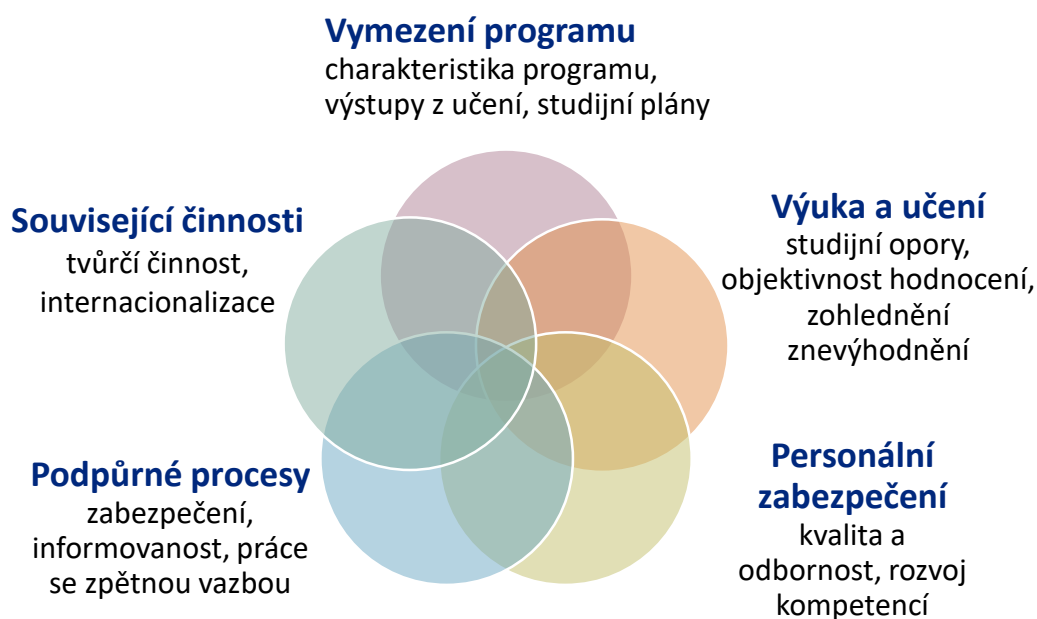 Vymezení programu
charakteristika programu,
výstupy z učení, studijní plány
Související činnosti
tvůrčí činnost,
internacionalizace
Výuka a učení
studijní opory,
objektivnost hodnocení,
zohlednění
znevýhodnění
Podpůrné procesy
zabezpečení,
informovanost, práce
se zpětnou vazbou
Personální
zabezpečení
kvalita a
odbornost, rozvoj
kompetencí